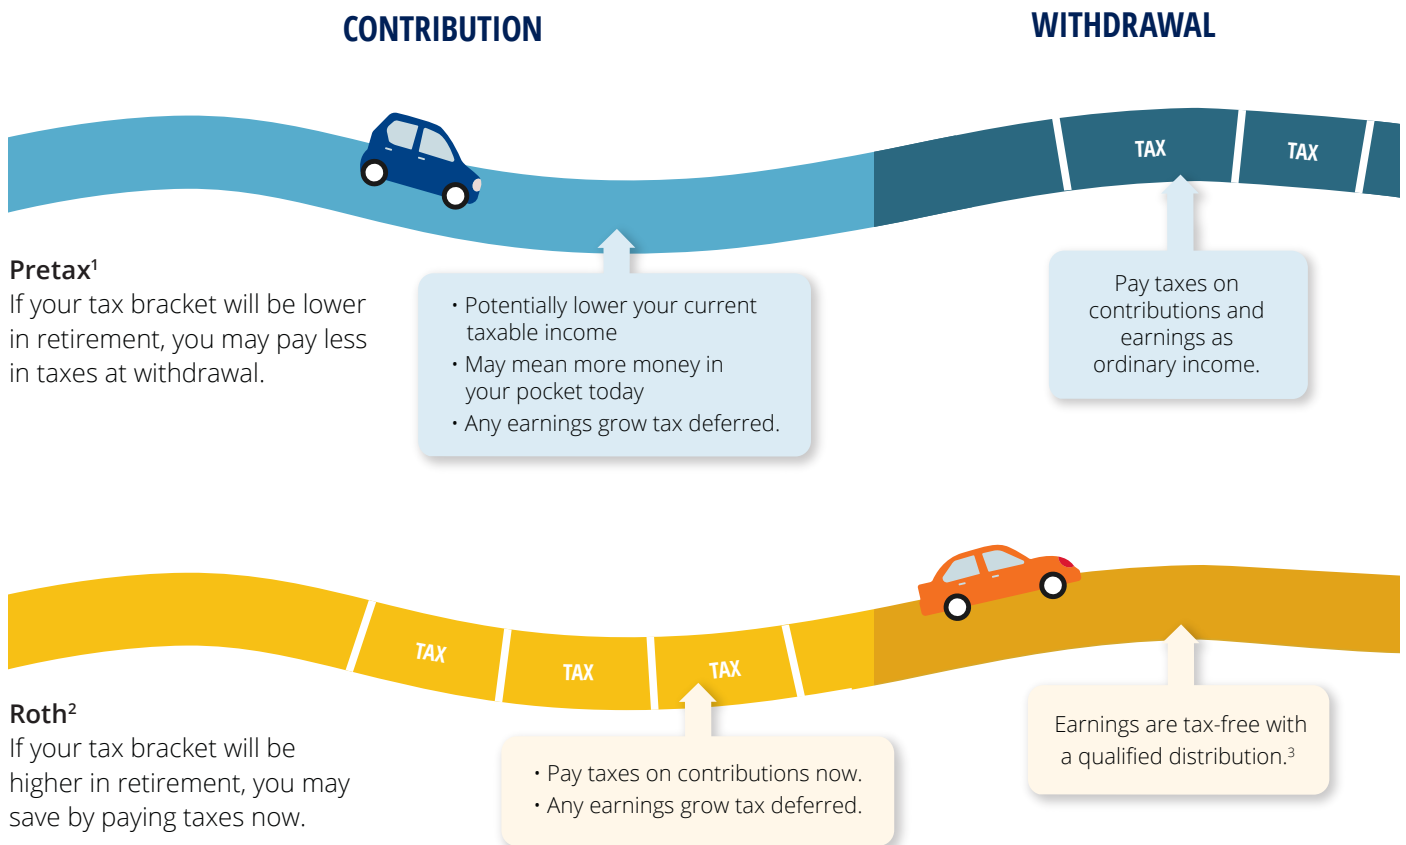 CONTRIBUTION
WITHDRAWAL
TAX
TAX
Pretax¹
If your tax bracket will be lower
in retirement, you may pay less
in taxes at withdrawal.
• Potentially lower your current
taxable income
• May mean more money in
your pocket today
• Any earnings grow tax deferred.
Pay taxes on
contributions and
earnings as
ordinary income.
TAX
TAX
TAX
Roth²
If your tax bracket will be
higher in retirement, you may
save by paying taxes now.
• Pay taxes on contributions now.
• Any earnings grow tax deferred.
Earnings are tax-free with
a qualified distribution.³